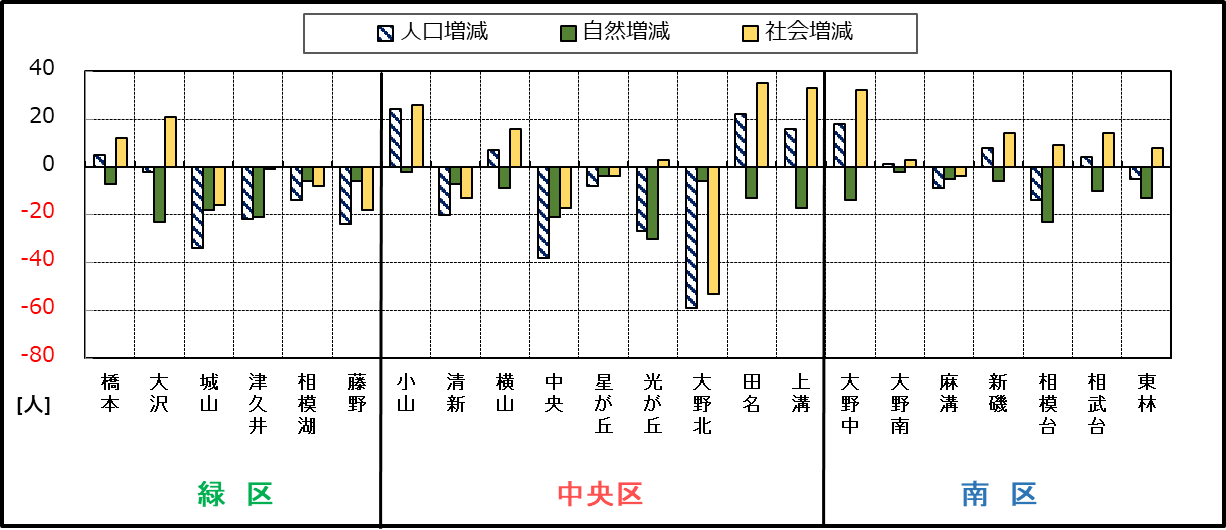 人口増減 自然増減 社会増減
40
20
0
-20
-40
-60
-80
[人]
橋本
大沢
城山
津久井
相模湖
藤野
小山
清新
横山
中央
星が丘
光が丘
大野北
田名
上溝
大野中
大野南
麻溝
新磯
相模台
相武台
東林
緑 区
中央区
南 区